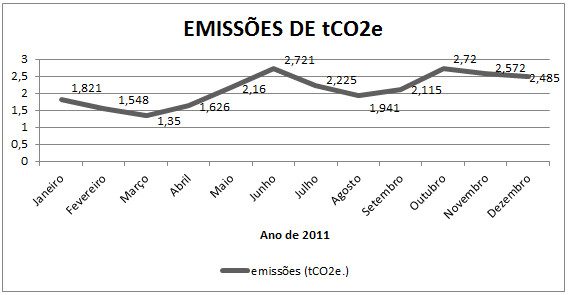 EMISSÕES DE tCO2e
3
2,5
2
1,5
1
0,5
0
1,821
1,548
1,35
1,626
2,16
2,721
2,225
1,941
2,115
2,72
2,572
2,485
Janeiro
Fevereiro
Março
Abril
Maio
Junho
Julho
Agosto
Setembro
Outubro
Novembro
Dezembro
Ano de 2011
emissões (tCO2e.)